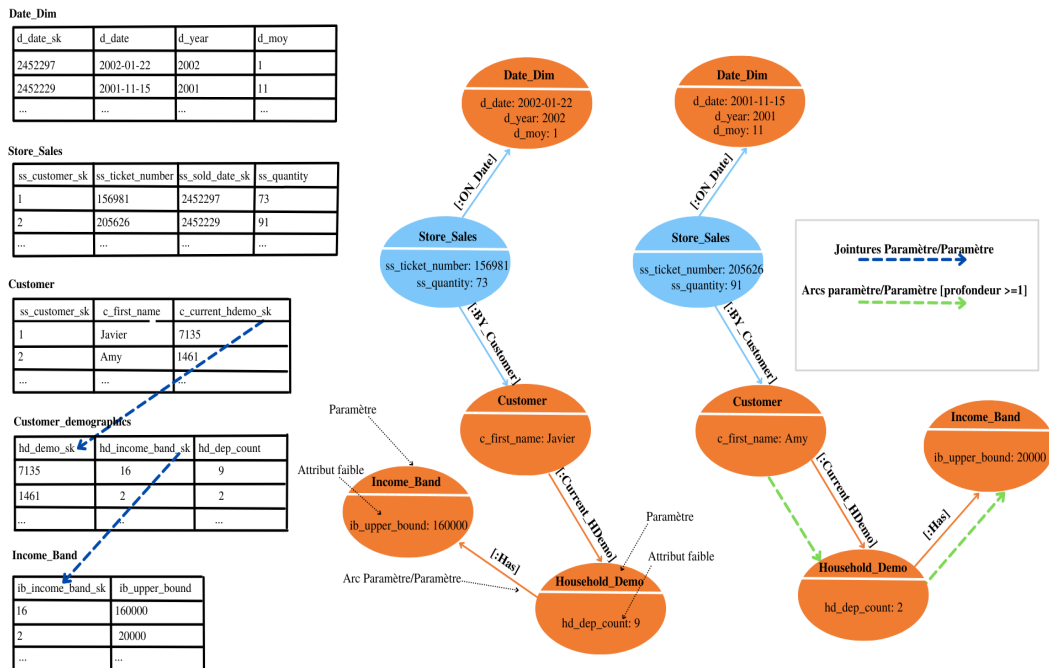 Date_Dim
d_date_sk d_date d_year d_moy
2452297 2002-01-22 2002 1
2452229 2001-11-15 2001 11
... ... ... ...
Store_Sales
ss_customer_sk ss_ticket_number ss_sold_date_sk ss_quantity
1 156981 2452297 73
2 205626 2452229 91
... ... ... ...
Customer
ss_customer_sk c_first_name c_current_hdemo_sk
1 Javier 7135
2 Amy 1461
... ... ...
Customer_demographics
hd_demo_sk hd_income_band_sk hd_dep_count
7135 16 9
1461 2 2
... ... ...
Income_Band
ib_income_band_sk ib_upper_bound
16 160000
2 20000
... ...
Date_Dim
d_date: 2002-01-22
d_year: 2002
d_moy: 1
[:ON_Date]
Store_Sales
ss_ticket_number: 156981
ss_quantity: 73
[:BY_Customer]
Customer
c_first_name: Javier
[:Current_HDemo]
Paramètre
Attribut faible
Income_Band
ib_upper_bound: 160000
[:Has]
Arc Paramètre/Paramètre
Paramètre
Attribut faible
Household_Demo
hd_dep_count: 9
Date_Dim
d_date: 2001-11-15
d_year: 2001
d_moy: 11
[:ON_Date]
Store_Sales
ss_ticket_number: 205626
ss_quantity: 91
[:BY_Customer]
Customer
c_first_name: Amy
[:Current_HDemo]
Income_Band
ib_upper_bound: 20000
[:Has]
Household_Demo
hd_dep_count: 2
Jointures Paramètre/Paramètre
Arcs paramètre/Paramètre [profondeur >=1]